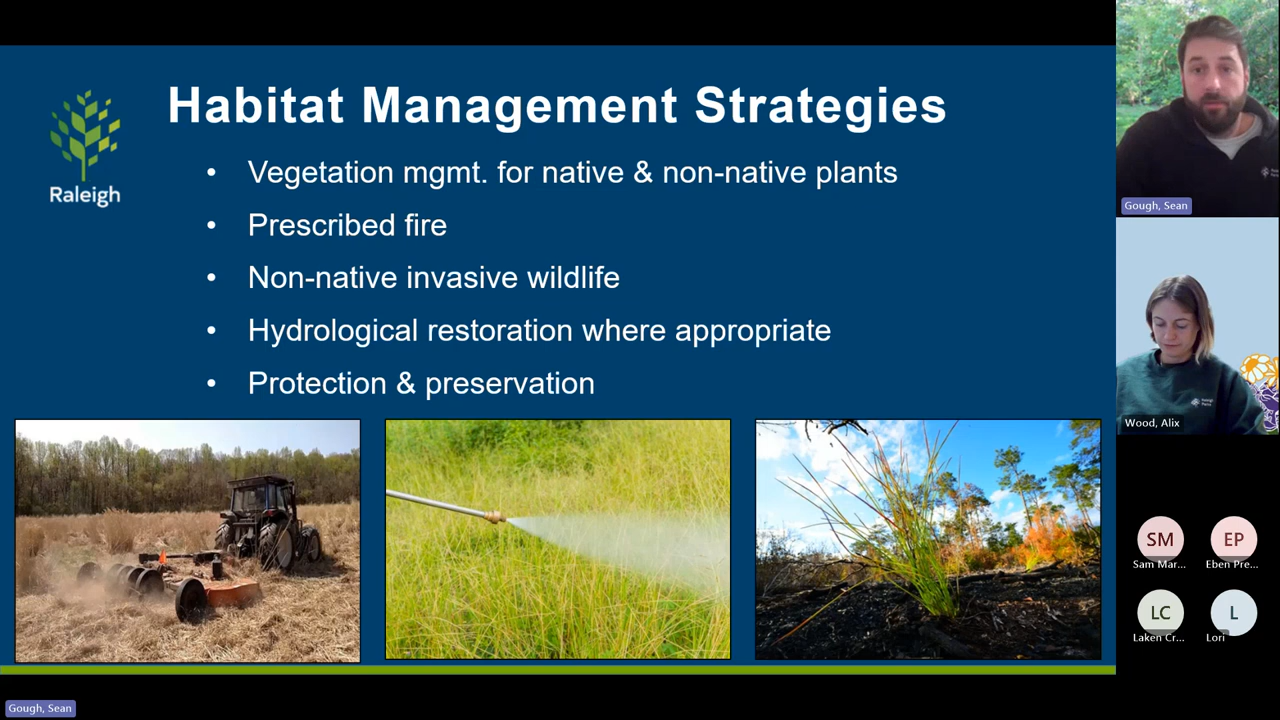 Habitat Management Strategies
Raleigh
• Vegetation mgmt. for native & non-native plants
• Prescribed fire
• Non-native invasive wildlife
• Hydrological restoration where appropriate
• Protection & preservation
Gough, Sean
Wood, Alix
SM
EP
Sam Mar...
Eben Pre...
LC
L
Laken Cr...
Lori
Gough, Sean